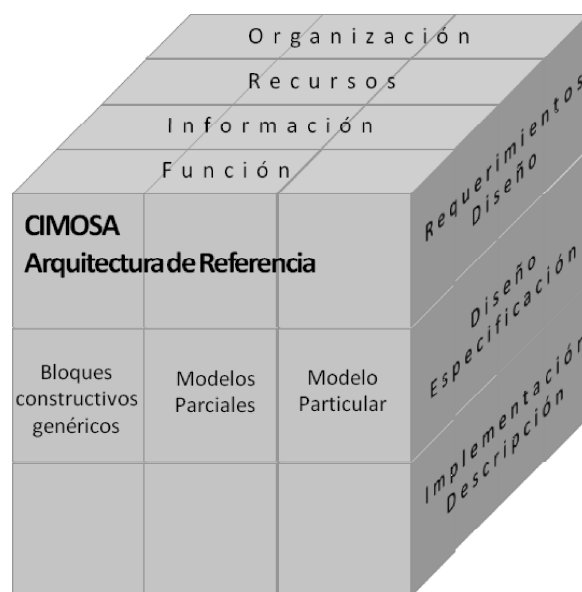 Organización
Recursos
Información
Función
CIMOSA
Arquitectura de Referencia
Bloques
constructivos
genéricos
Modelos
Parciales
Modelo
Particular
Requerimientos
Diseño
Diseño
Especificación
Implementación
Descripción